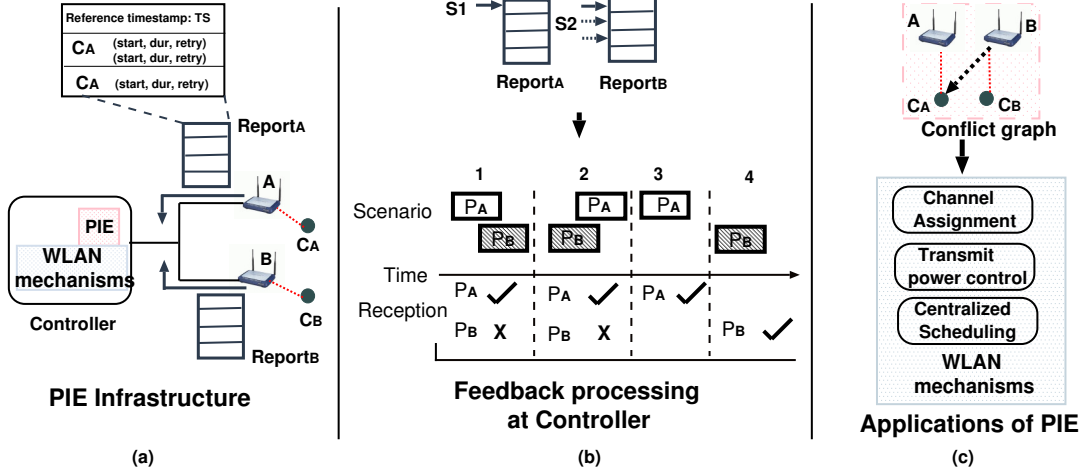 Reference timestamp: TS
CA (start, dur, retry)
(start, dur, retry)
CA (start, dur, retry)
ReportA
A
CA
PIE
WLAN
mechanisms
B
CB
Controller
ReportB
PIE Infrastructure
(a)
S1
S2
ReportA
ReportB
1 2 3 4
Scenario
PA PA PA
PB PB PB
Time
Reception
PA PA PA
PB X PB X PB
Feedback processing
at Controller
(b)
A B
CA CB
Conflict graph
Channel
Assignment
Transmit
power control
Centralized
Scheduling
WLAN
mechanisms
Applications of PIE
(c)